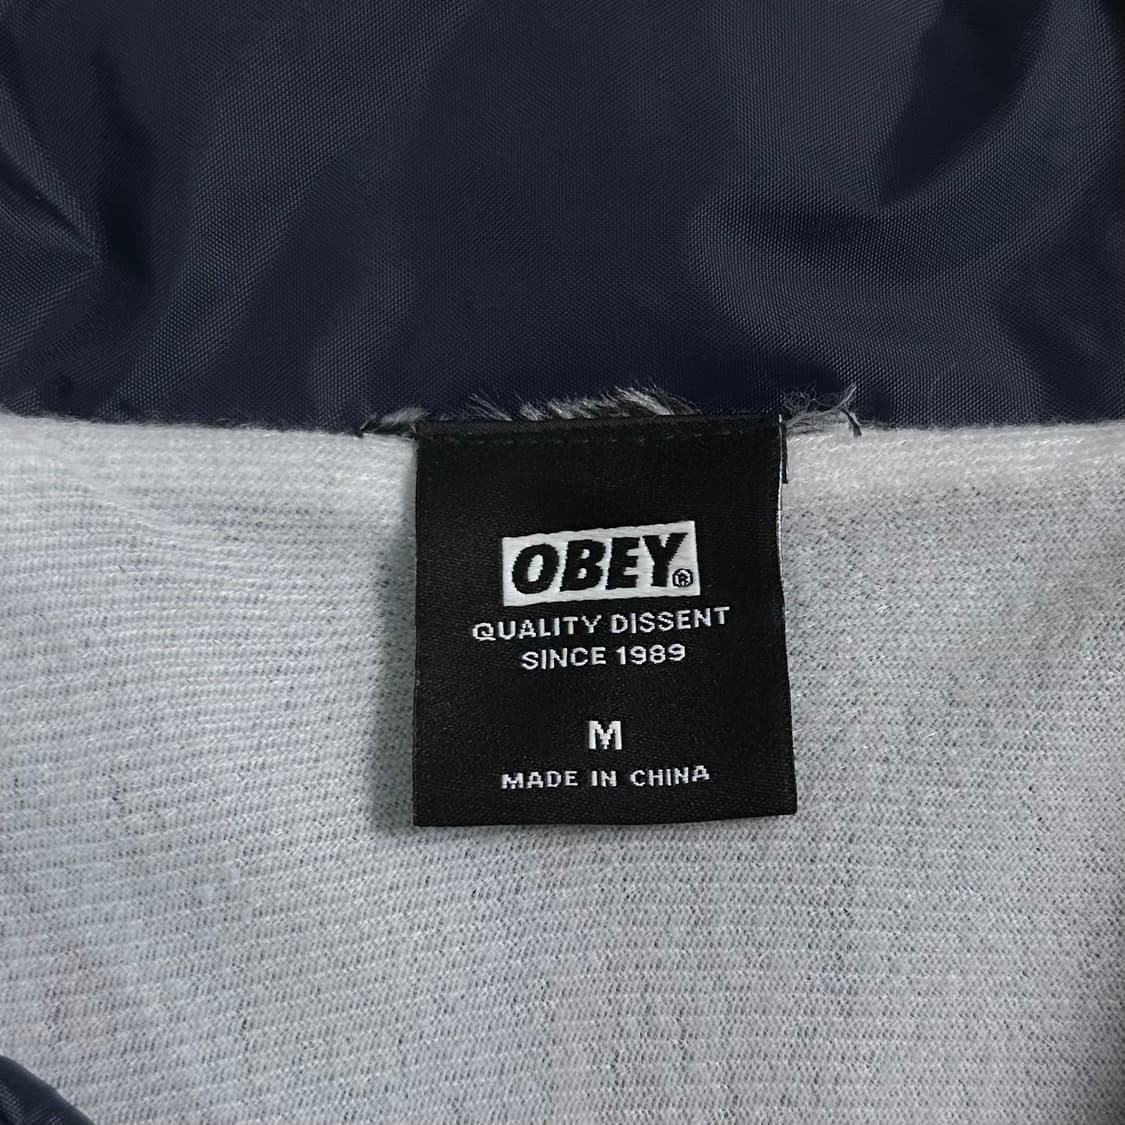 OBEY®
QUALITY DISSENT
SINCE 1989
M
MADE IN CHINA